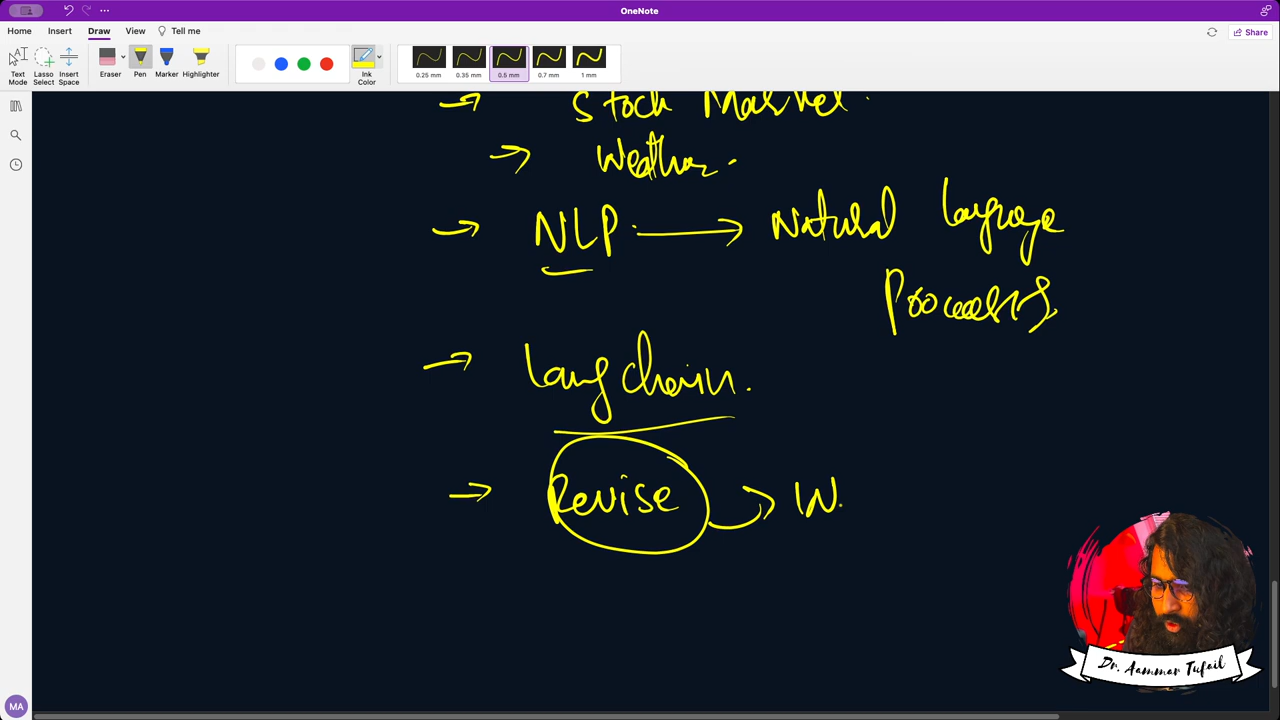 OneNote
Home Insert Draw View Tell me Share
Text Mode Lasso Select Insert Space Eraser Pen Marker Highlighter Ink Color 0.25 mm 0.35 mm 0.5 mm 0.7 mm 1 mm
→ Stock Market.
→ Weather.
→ NLP. → Natural language
Processing
→ Langchain.
→ Revise → IW.
Dr. Aammar Tufail
MA